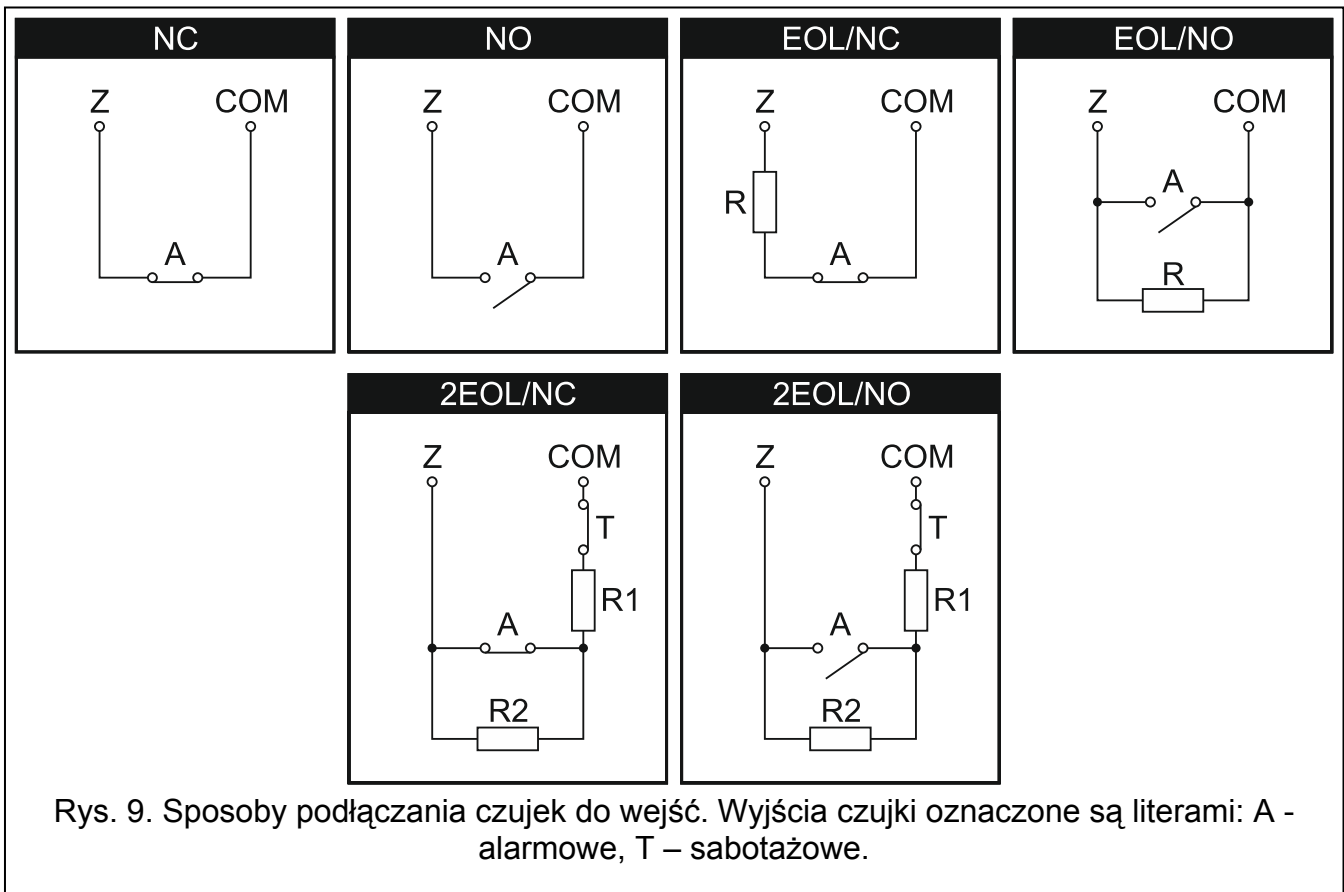 NC
Z COM
A
NO
Z COM
A
EOL/NC
Z COM
R
A
EOL/NO
Z COM
A
R
2EOL/NC
Z COM
T
R1
A
R2
2EOL/NO
Z COM
T
R1
A
R2
Rys. 9. Sposoby podłączania czujek do wejść. Wyjścia czujki oznaczone są literami: A -
alarmowe, T – sabotażowe.